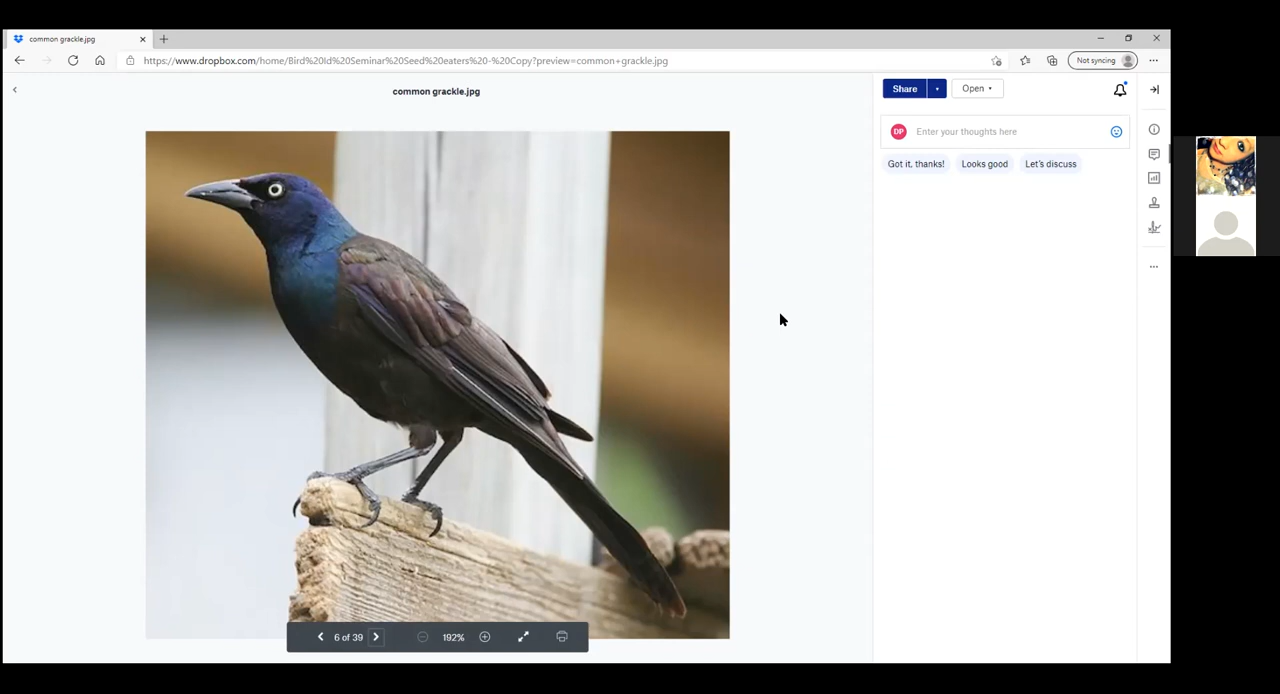 common grackle.jpg
https://www.dropbox.com/home/Bird%20Id%20Seminar%20Seed%20eaters%20-%20Copy?preview=common+grackle.jpg
Not syncing
common grackle.jpg
Share
Open
DP
Enter your thoughts here
Got it, thanks!
Looks good
Let's discuss
6 of 39
192%